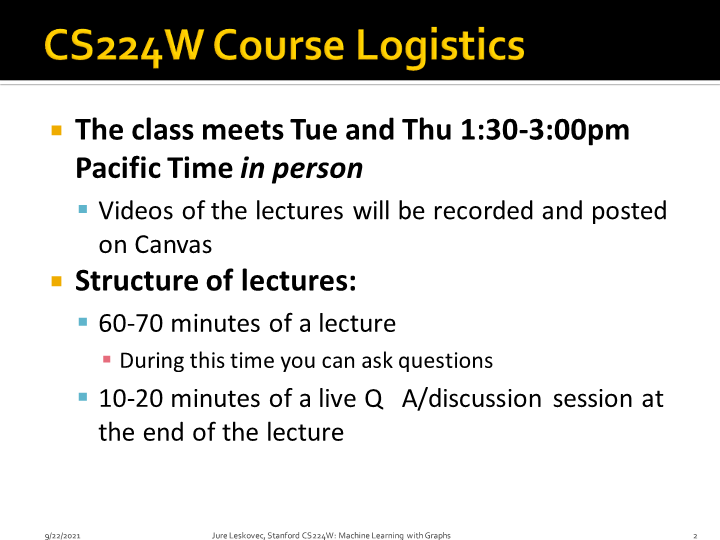 CS224W Course Logistics
The class meets Tue and Thu 1:30-3:00pm
Pacific Time in person
Videos of the lectures will be recorded and posted
on Canvas
Structure of lectures:
60-70 minutes of a lecture
During this time you can ask questions
10-20 minutes of a live Q A/discussion session at
the end of the lecture
9/22/2021
Jure Leskovec, Stanford CS224W: Machine Learning with Graphs
2